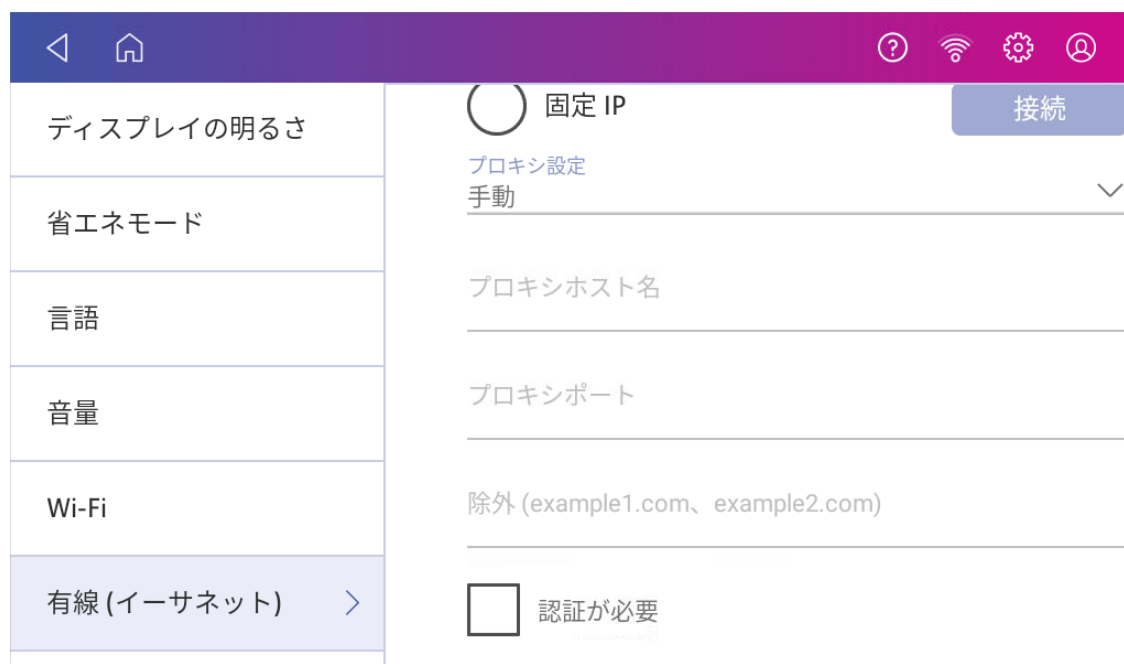 ディスプレイの明るさ
省エネモード
言語
音量
Wi-Fi
有線 (イーサネット)
固定 IP
接続
プロキシ設定
手動
プロキシホスト名
プロキシポート
除外 (example1.com、example2.com)
認証が必要